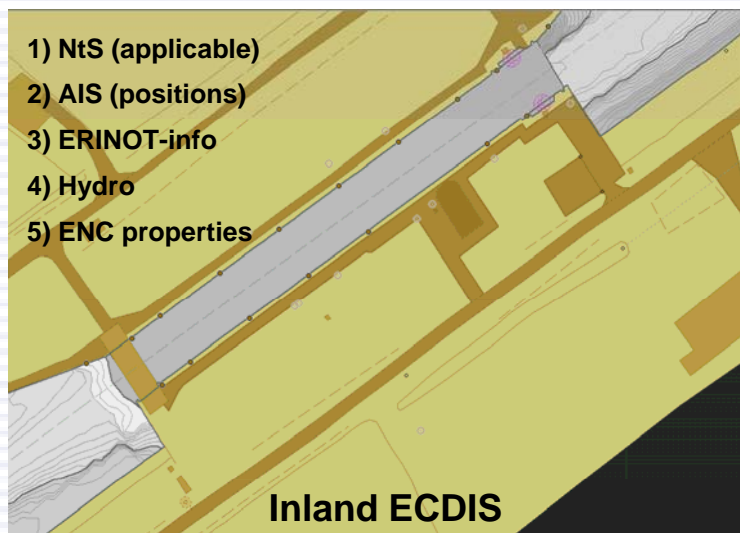 1) NtS (applicable)
2) AIS (positions)
3) ERINOT-info
4) Hydro
5) ENC properties
Inland ECDIS